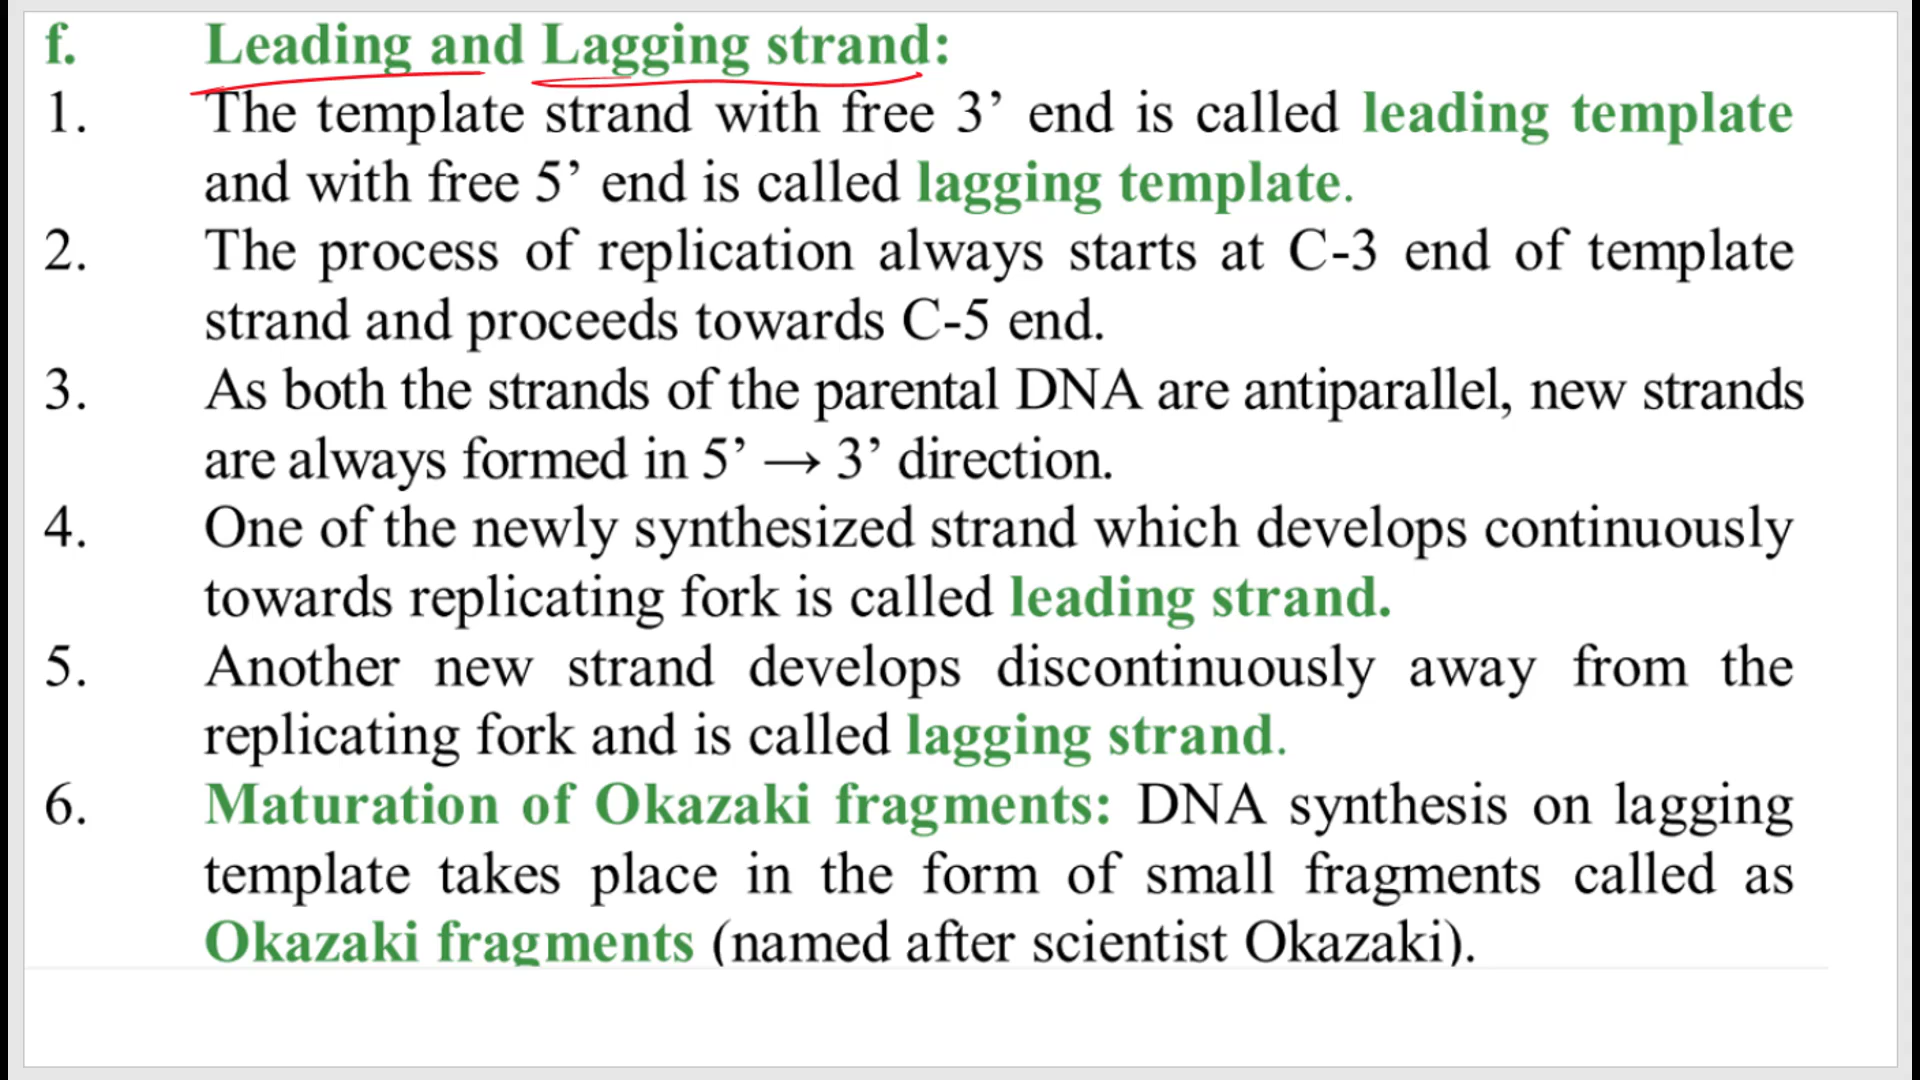 f. Leading and Lagging strand:
1. The template strand with free 3’ end is called leading template
and with free 5’ end is called lagging template.
2. The process of replication always starts at C-3 end of template
strand and proceeds towards C-5 end.
3. As both the strands of the parental DNA are antiparallel, new strands
are always formed in 5’ → 3’ direction.
4. One of the newly synthesized strand which develops continuously
towards replicating fork is called leading strand.
5. Another new strand develops discontinuously away from the
replicating fork and is called lagging strand.
6. Maturation of Okazaki fragments: DNA synthesis on lagging
template takes place in the form of small fragments called as
Okazaki fragments (named after scientist Okazaki).